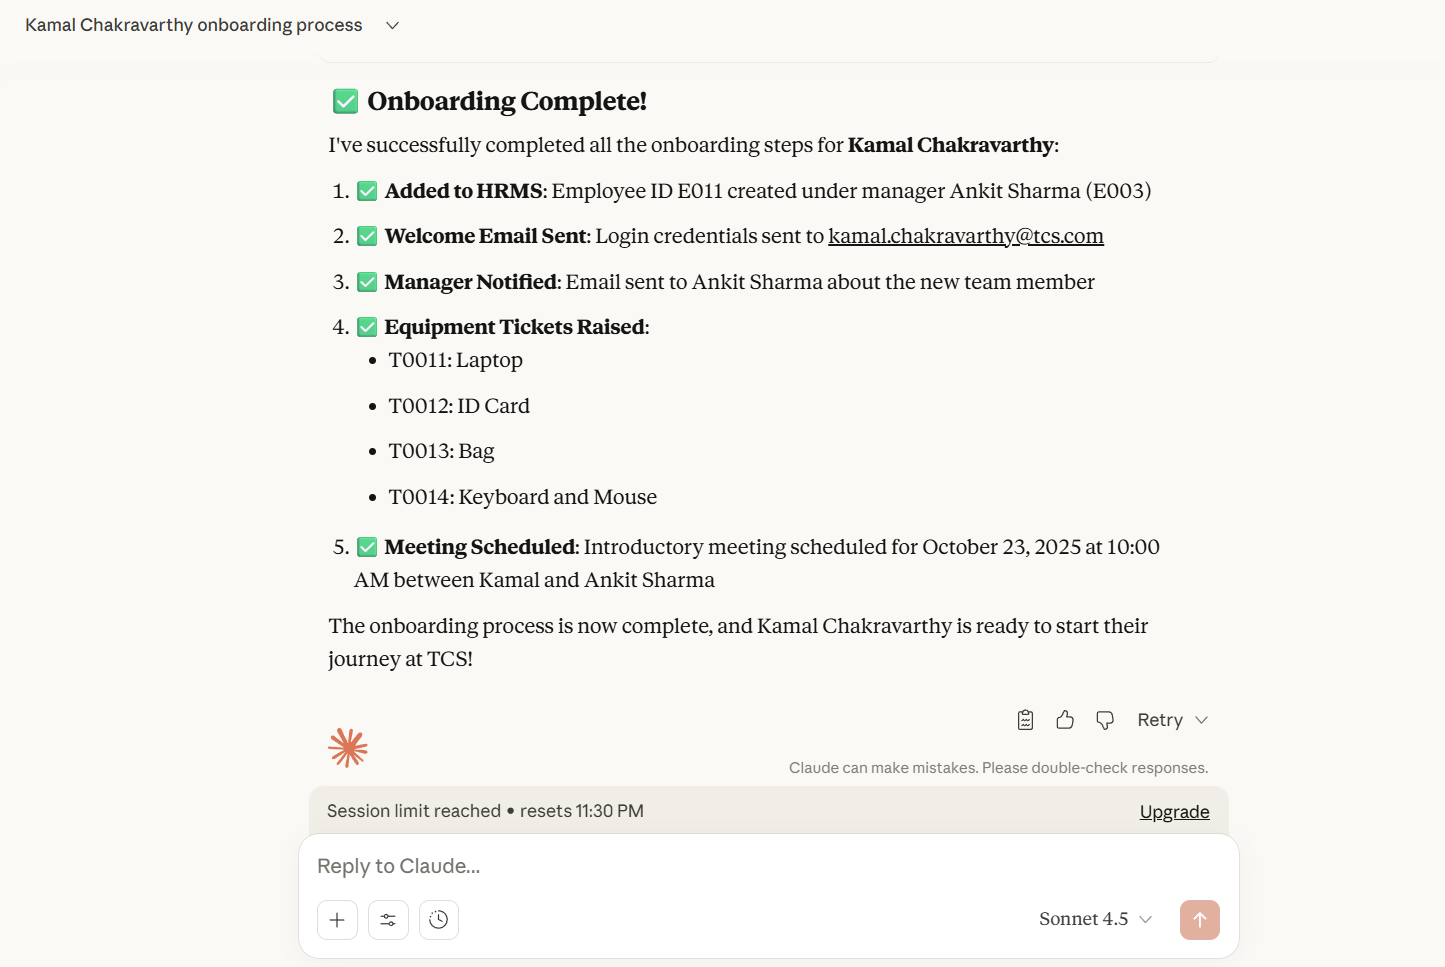 Kamal Chakravarthy onboarding process
✅ Onboarding Complete!
I've successfully completed all the onboarding steps for Kamal Chakravarthy:
1. ✅ Added to HRMS: Employee ID E011 created under manager Ankit Sharma (E003)
2. ✅ Welcome Email Sent: Login credentials sent to kamal.chakravarthy@tcs.com
3. ✅ Manager Notified: Email sent to Ankit Sharma about the new team member
4. ✅ Equipment Tickets Raised:
• T0011: Laptop
• T0012: ID Card
• T0013: Bag
• T0014: Keyboard and Mouse
5. ✅ Meeting Scheduled: Introductory meeting scheduled for October 23, 2025 at 10:00
AM between Kamal and Ankit Sharma
The onboarding process is now complete, and Kamal Chakravarthy is ready to start their
journey at TCS!
Retry
Claude can make mistakes. Please double-check responses.
Session limit reached • resets 11:30 PM
Upgrade
Reply to Claude...
Sonnet 4.5